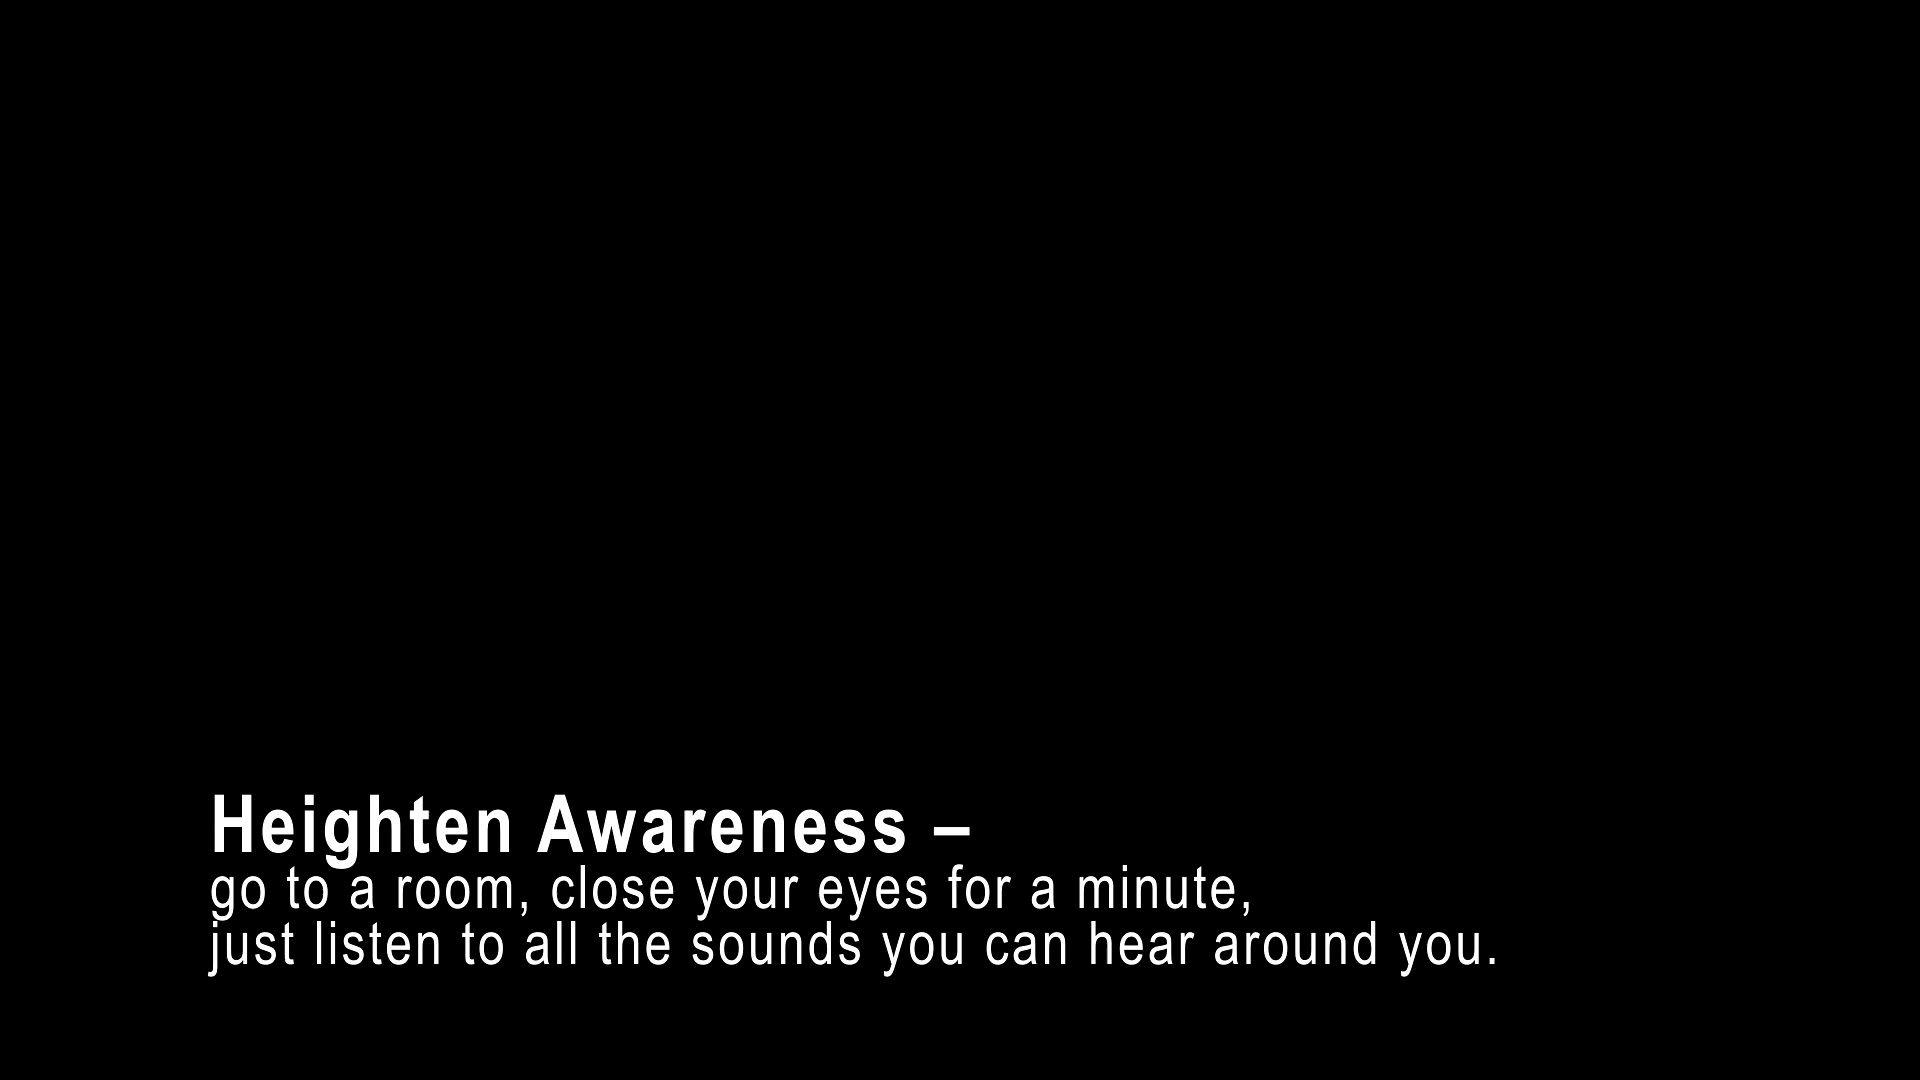 Heighten Awareness –
go to a room, close your eyes for a minute,
just listen to all the sounds you can hear around you.